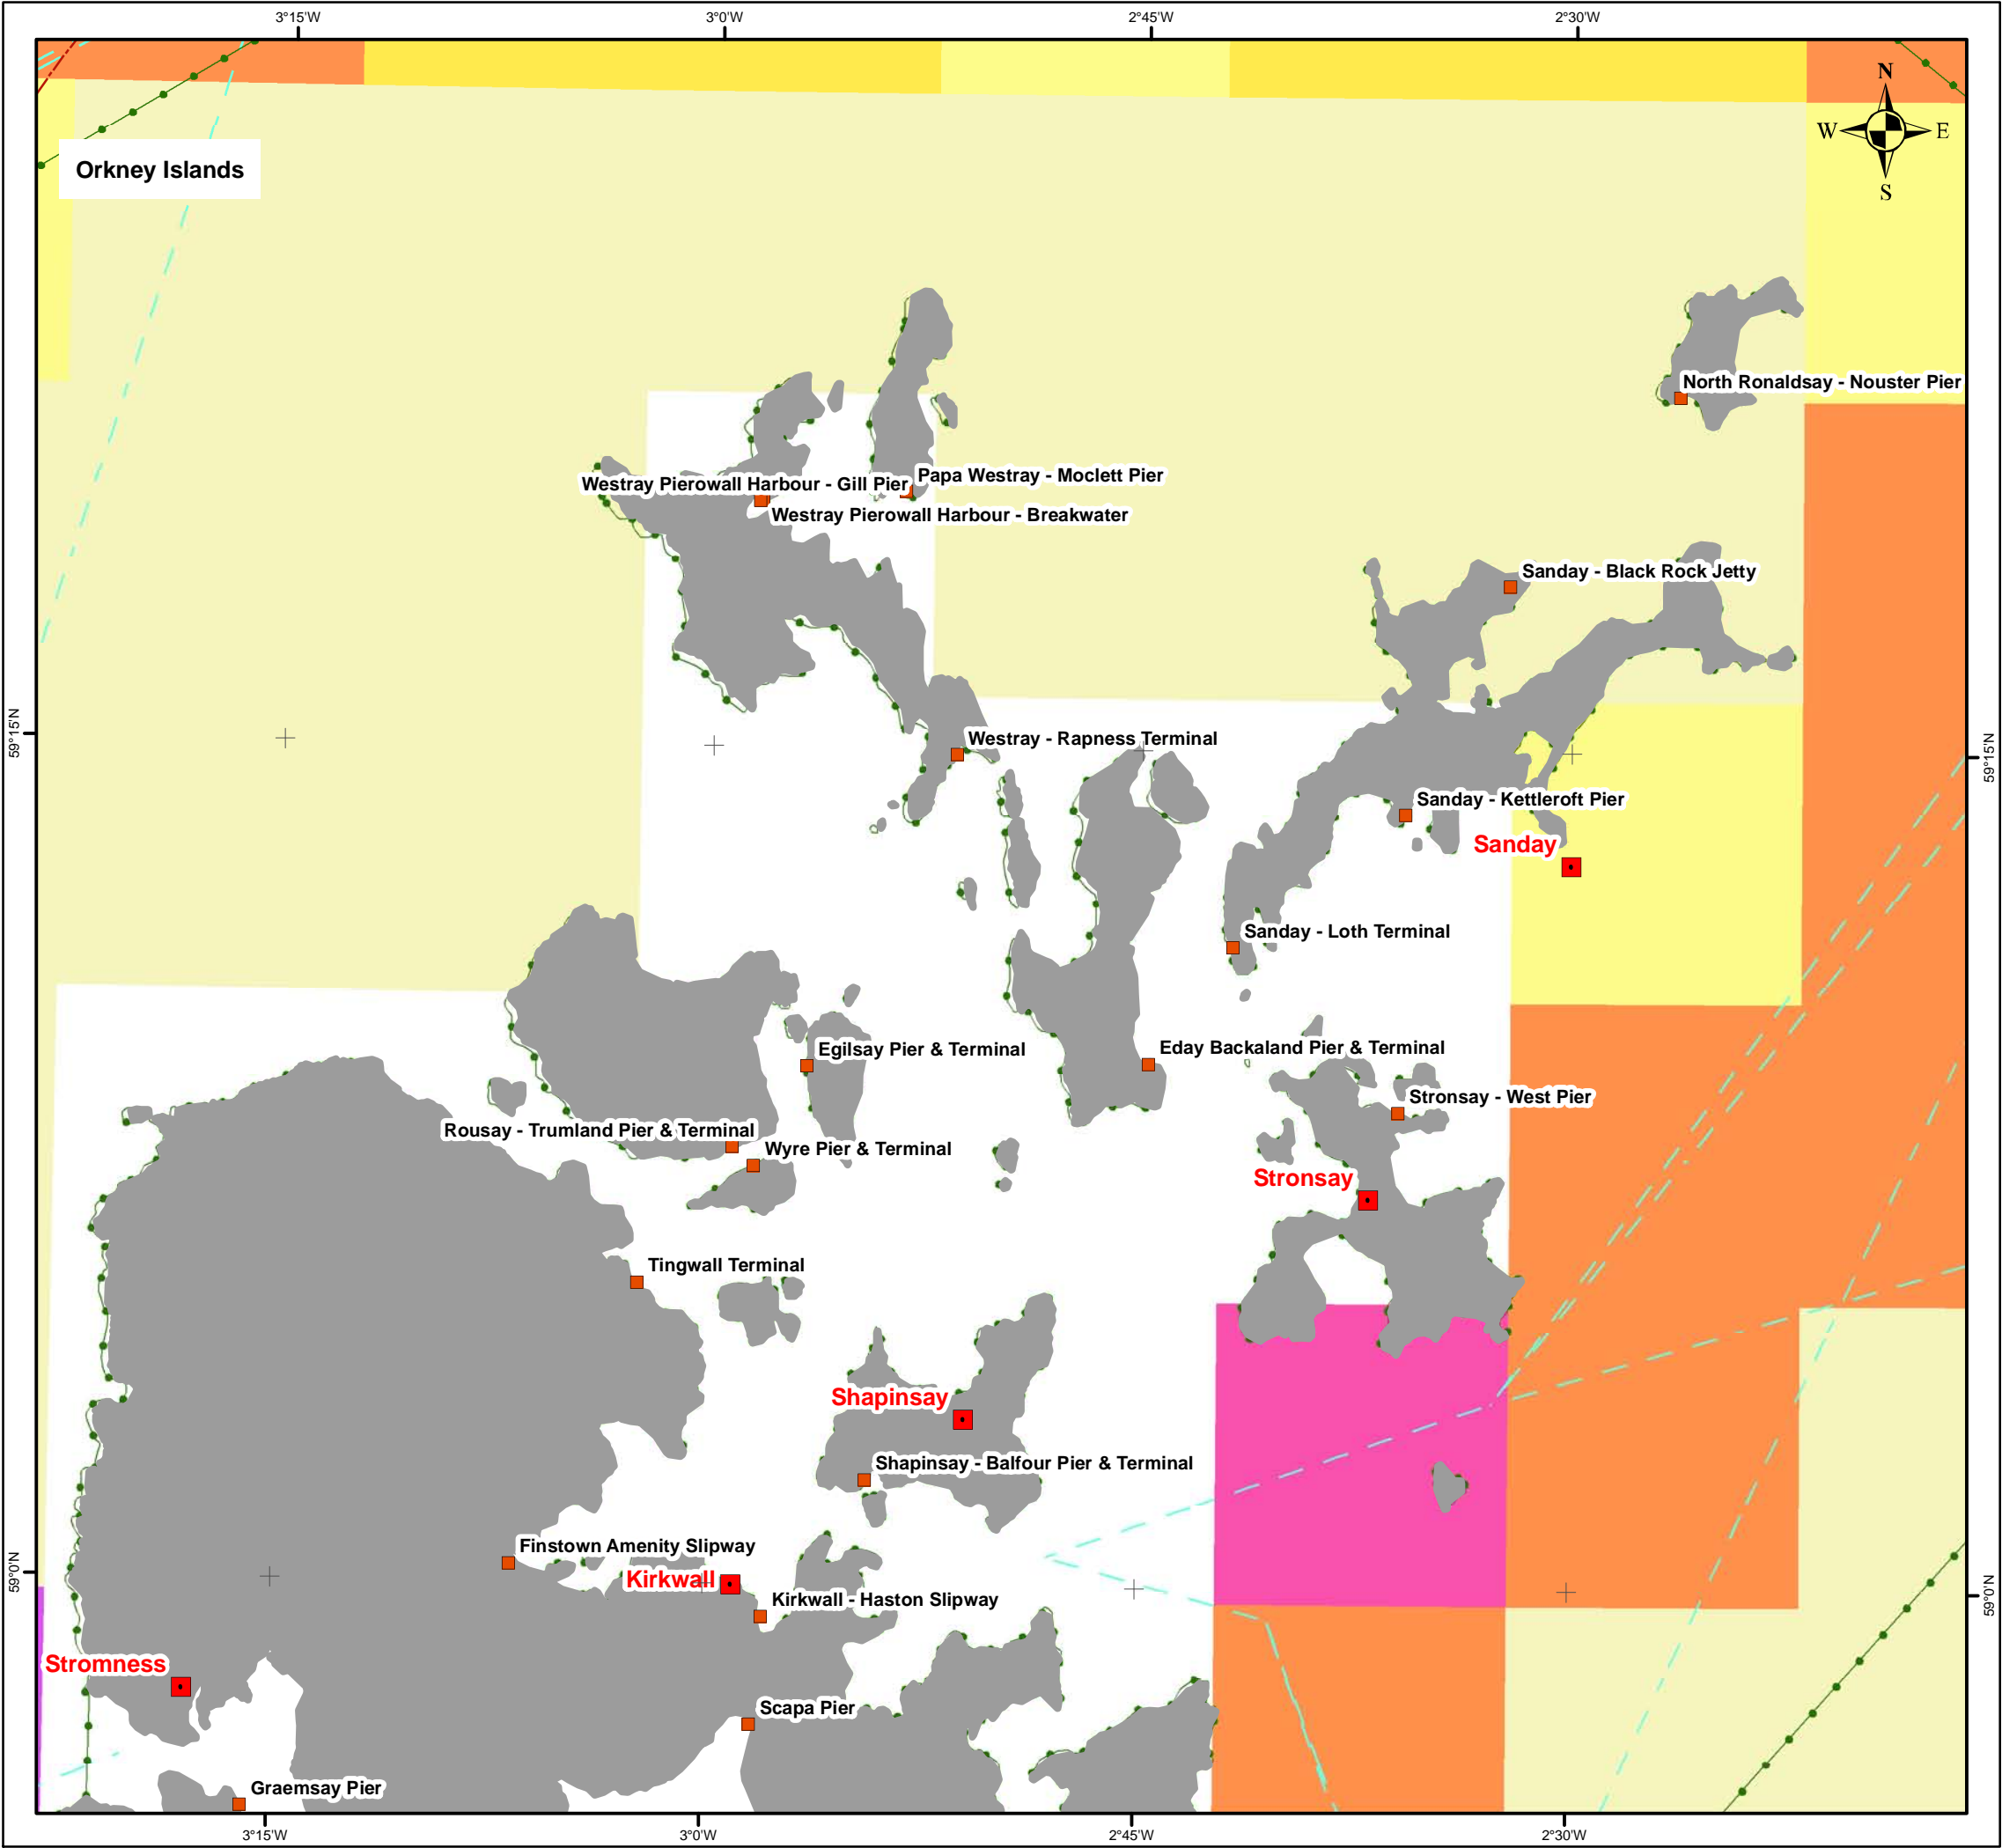 3°15'W
3°0'W
2°45'W
2°30'W
N
W
E
S
Orkney Islands
North Ronaldsay - Nouster Pier
Papa Westray - Moclett Pier
Westray Pierowall Harbour - Gill Pier
Westray Pierowall Harbour - Breakwater
Sanday - Black Rock Jetty
59°15'N
59°15'N
Westray - Rapness Terminal
Sanday - Kettleroft Pier
Sanday
Sanday - Loth Terminal
Egilsay Pier & Terminal
Eday Backaland Pier & Terminal
Stronsay - West Pier
Rousay - Trumland Pier & Terminal
Wyre Pier & Terminal
Stronsay
Tingwall Terminal
Shapinsay
Shapinsay - Balfour Pier & Terminal
Finstown Amenity Slipway
Kirkwall
59°0'N
59°0'N
Kirkwall - Haston Slipway
Stromness
Scapa Pier
Graemsay Pier
3°15'W
3°0'W
2°45'W
2°30'W